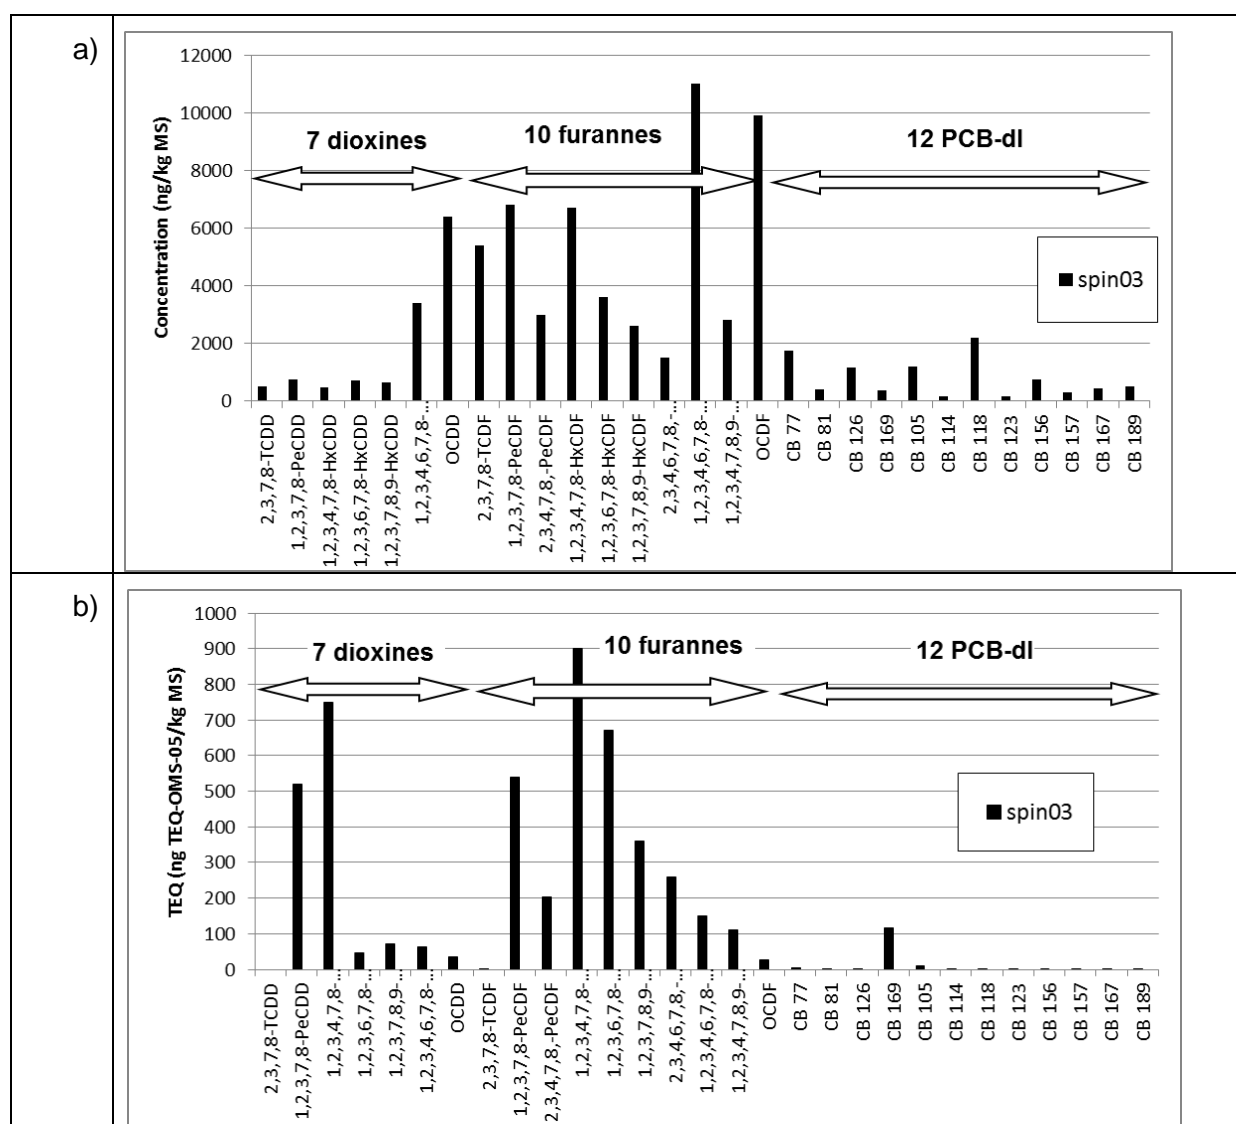 a)
12000
10000
8000
6000
4000
2000
0
Concentration (ng/kg MS)
7 dioxines
10 furannes
12 PCB-dl
spin03
2,3,7,8-TCDD
1,2,3,7,8-PeCDD
1,2,3,4,7,8-HxCDD
1,2,3,6,7,8-HxCDD
1,2,3,7,8,9-HxCDD
1,2,3,4,6,7,8-...
OCDD
2,3,7,8-TCDF
1,2,3,7,8-PeCDF
2,3,4,7,8,-PeCDF
1,2,3,4,7,8-HxCDF
1,2,3,6,7,8-HxCDF
1,2,3,7,8,9-HxCDF
2,3,4,6,7,8,-...
1,2,3,4,6,7,8-...
1,2,3,4,7,8,9-...
OCDF
CB 77
CB 81
CB 126
CB 169
CB 105
CB 114
CB 118
CB 123
CB 156
CB 157
CB 167
CB 189
b)
1000
900
800
700
600
500
400
300
200
100
0
TEQ (ng TEQ-OMS-05/kg MS)
7 dioxines
10 furannes
12 PCB-dl
spin03
2,3,7,8-TCDD
1,2,3,7,8-PeCDD
1,2,3,4,7,8-...
1,2,3,6,7,8-...
1,2,3,7,8,9-...
1,2,3,4,6,7,8-...
OCDD
2,3,7,8-TCDF
1,2,3,7,8-PeCDF
2,3,4,7,8,-PeCDF
1,2,3,4,7,8-...
1,2,3,6,7,8-...
1,2,3,7,8,9-...
2,3,4,6,7,8,-...
1,2,3,4,6,7,8-...
1,2,3,4,7,8,9-...
OCDF
CB 77
CB 81
CB 126
CB 169
CB 105
CB 114
CB 118
CB 123
CB 156
CB 157
CB 167
CB 189